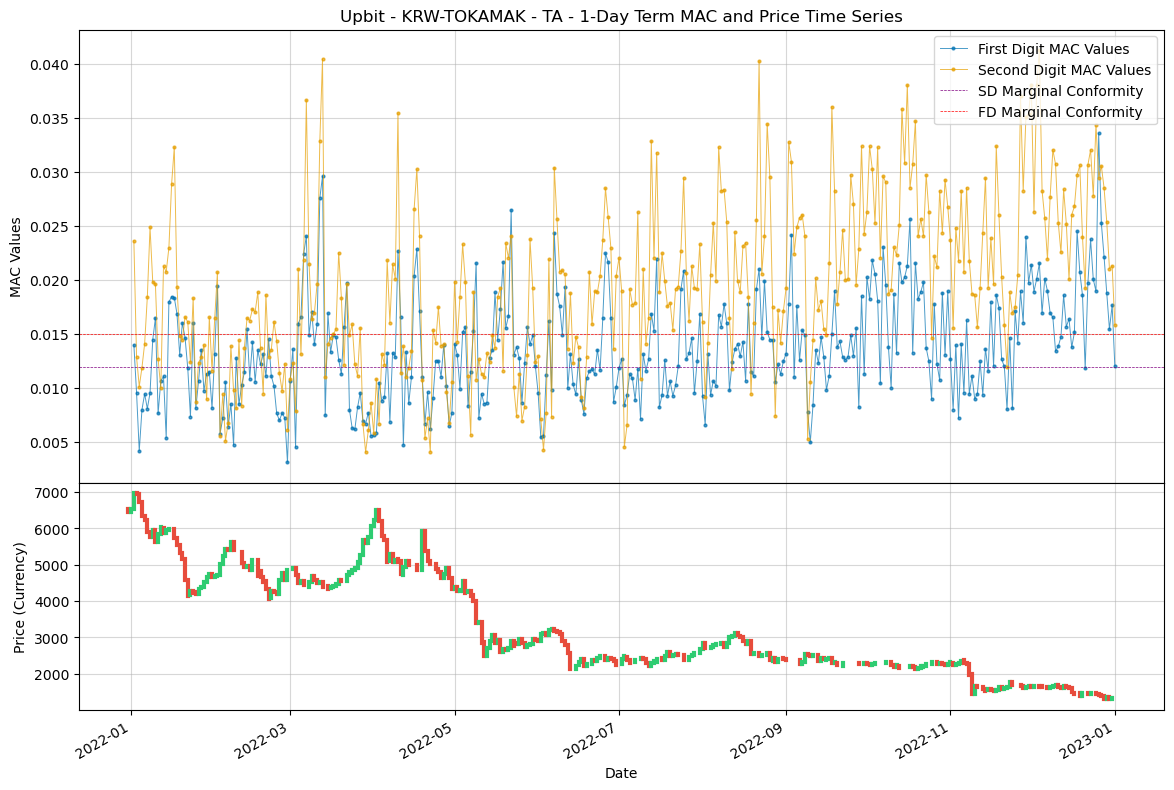 Upbit - KRW-TOKAMAK - TA - 1-Day Term MAC and Price Time Series
First Digit MAC Values
Second Digit MAC Values
SD Marginal Conformity
FD Marginal Conformity
MAC Values
0.040
0.035
0.030
0.025
0.020
0.015
0.010
0.005
Price (Currency)
7000
6000
5000
4000
3000
2000
2022-01
2022-03
2022-05
2022-07
2022-09
2022-11
2023-01
Date